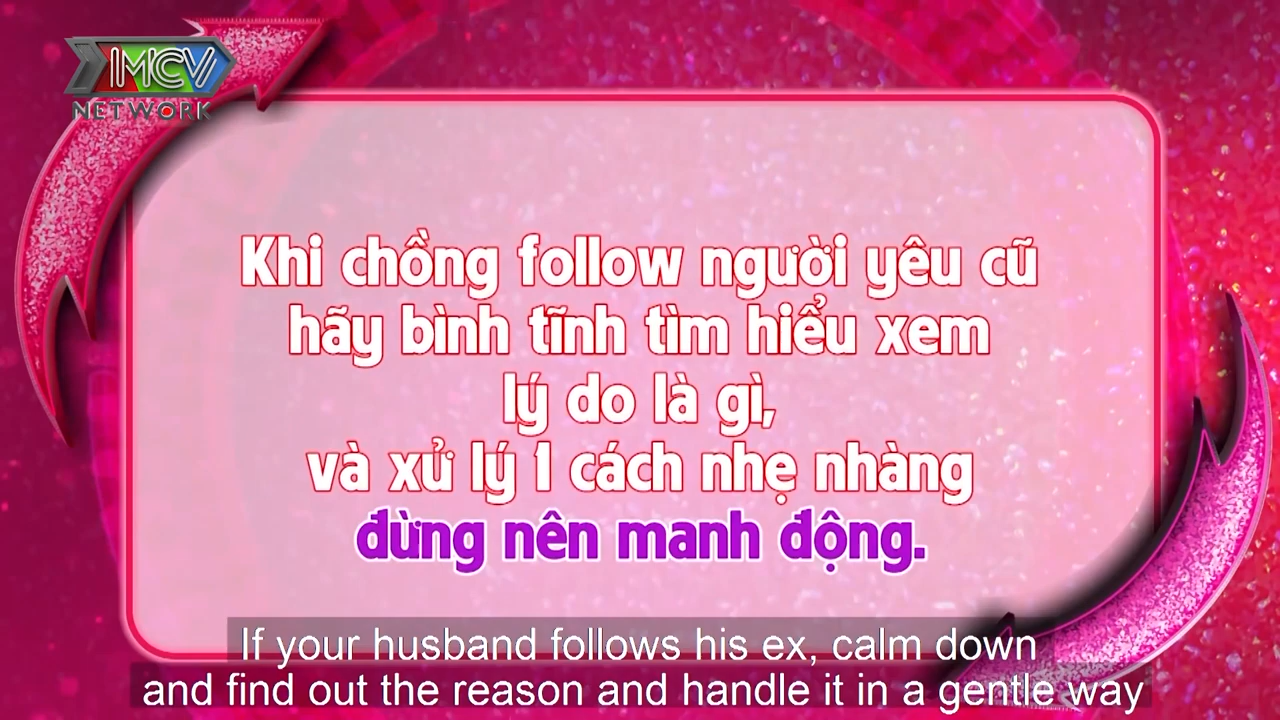 MCV
NETWORK
Khi chồng follow người yêu cũ
hãy bình tĩnh tìm hiểu xem
lý do là gì,
và xử lý 1 cách nhẹ nhàng
đừng nên manh động.
If your husband follows his ex, calm down
and find out the reason and handle it in a gentle way